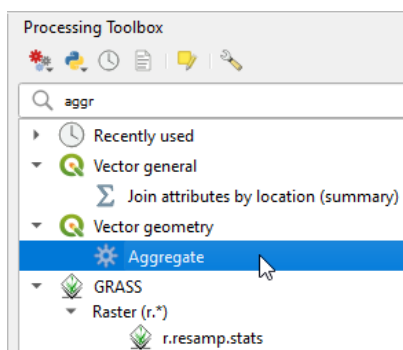 Processing Toolbox
aggr
Recently used
Vector general
Join attributes by location (summary)
Vector geometry
Aggregate
GRASS
Raster (r.*)
r.resamp.stats